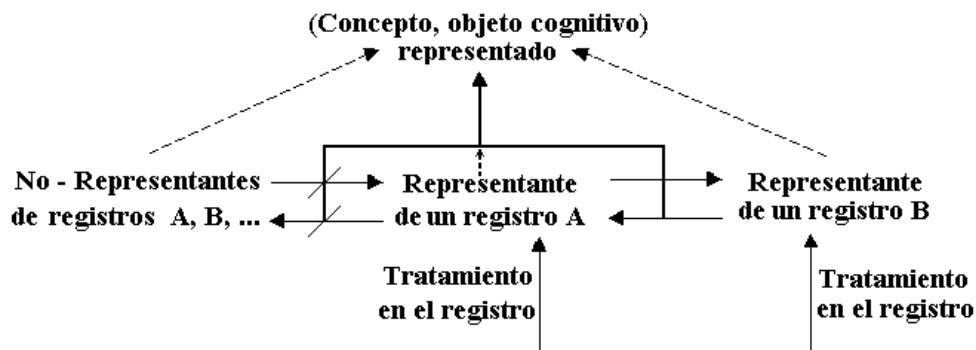 (Concepto, objeto cognitivo)
representado
No - Representantes
de registros A, B, ...
Representante
de un registro A
Representante
de un registro B
Tratamiento
en el registro
Tratamiento
en el registro